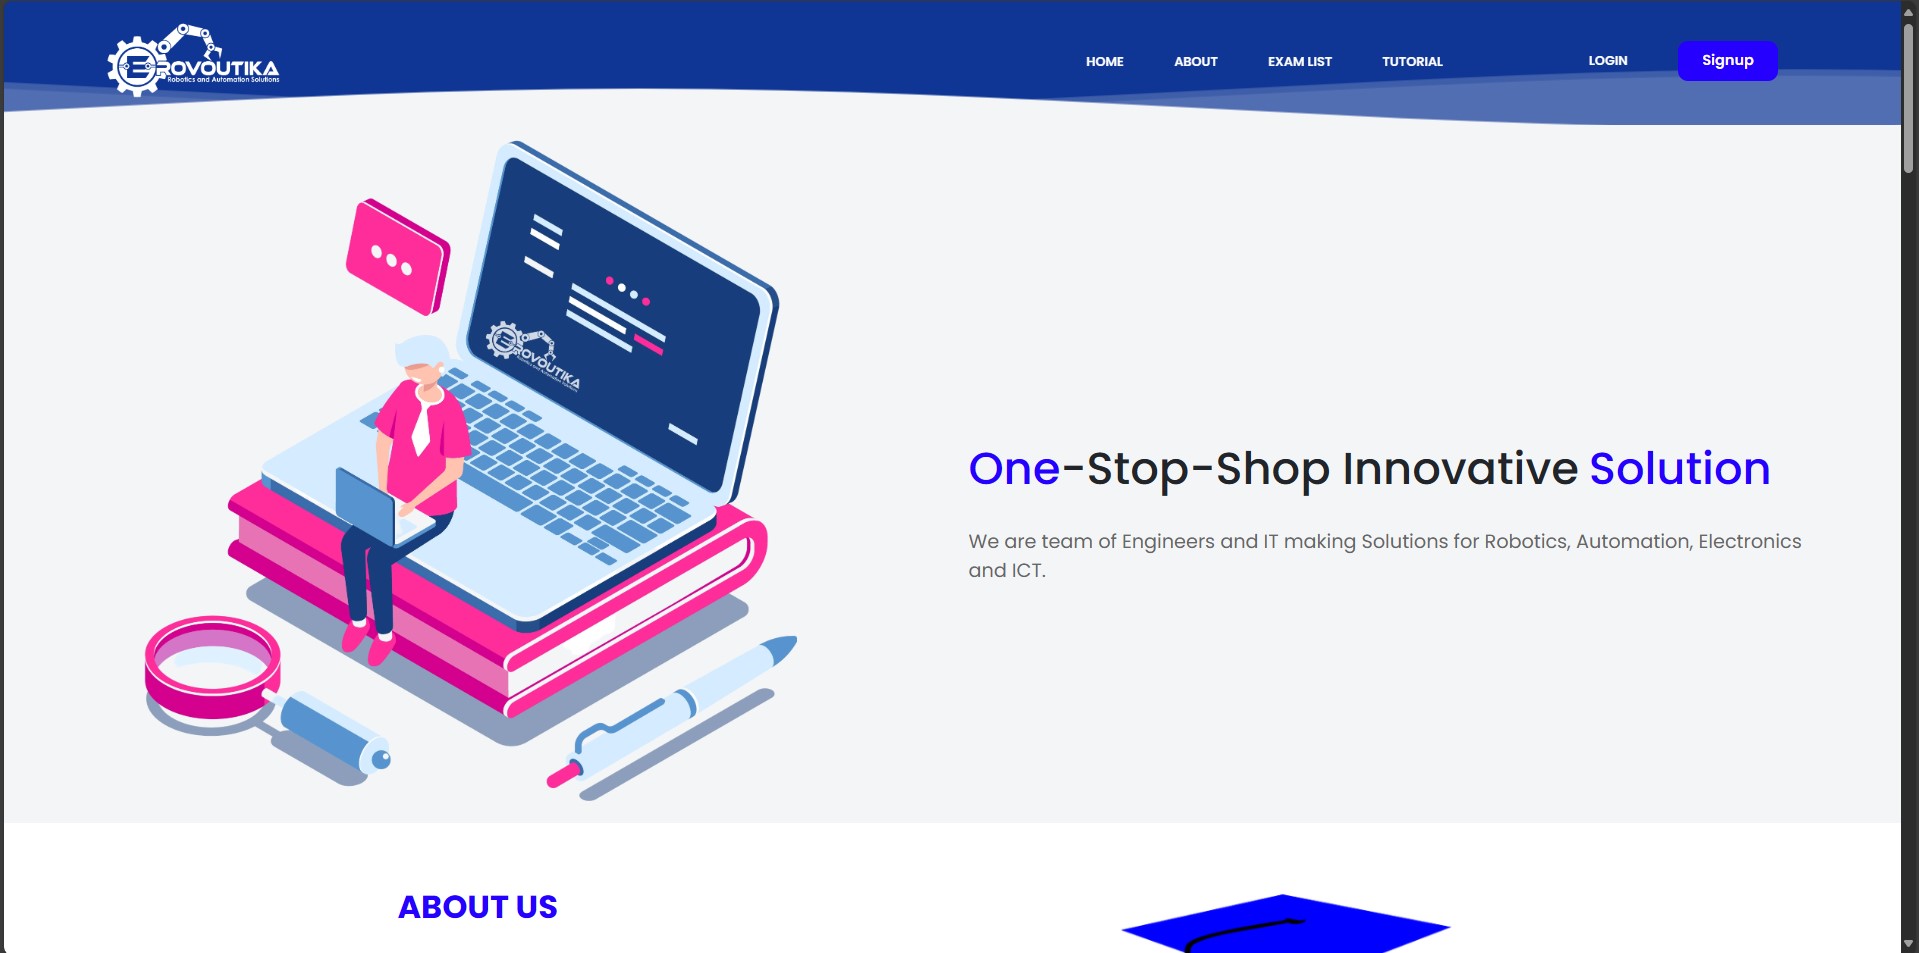 EROVOUTIKA
Robotics and Automation Solutions
HOME
ABOUT
EXAM LIST
TUTORIAL
LOGIN
Signup
EROVOUTIKA
One-Stop-Shop Innovative Solution
We are team of Engineers and IT making Solutions for Robotics, Automation, Electronics
and ICT.
ABOUT US